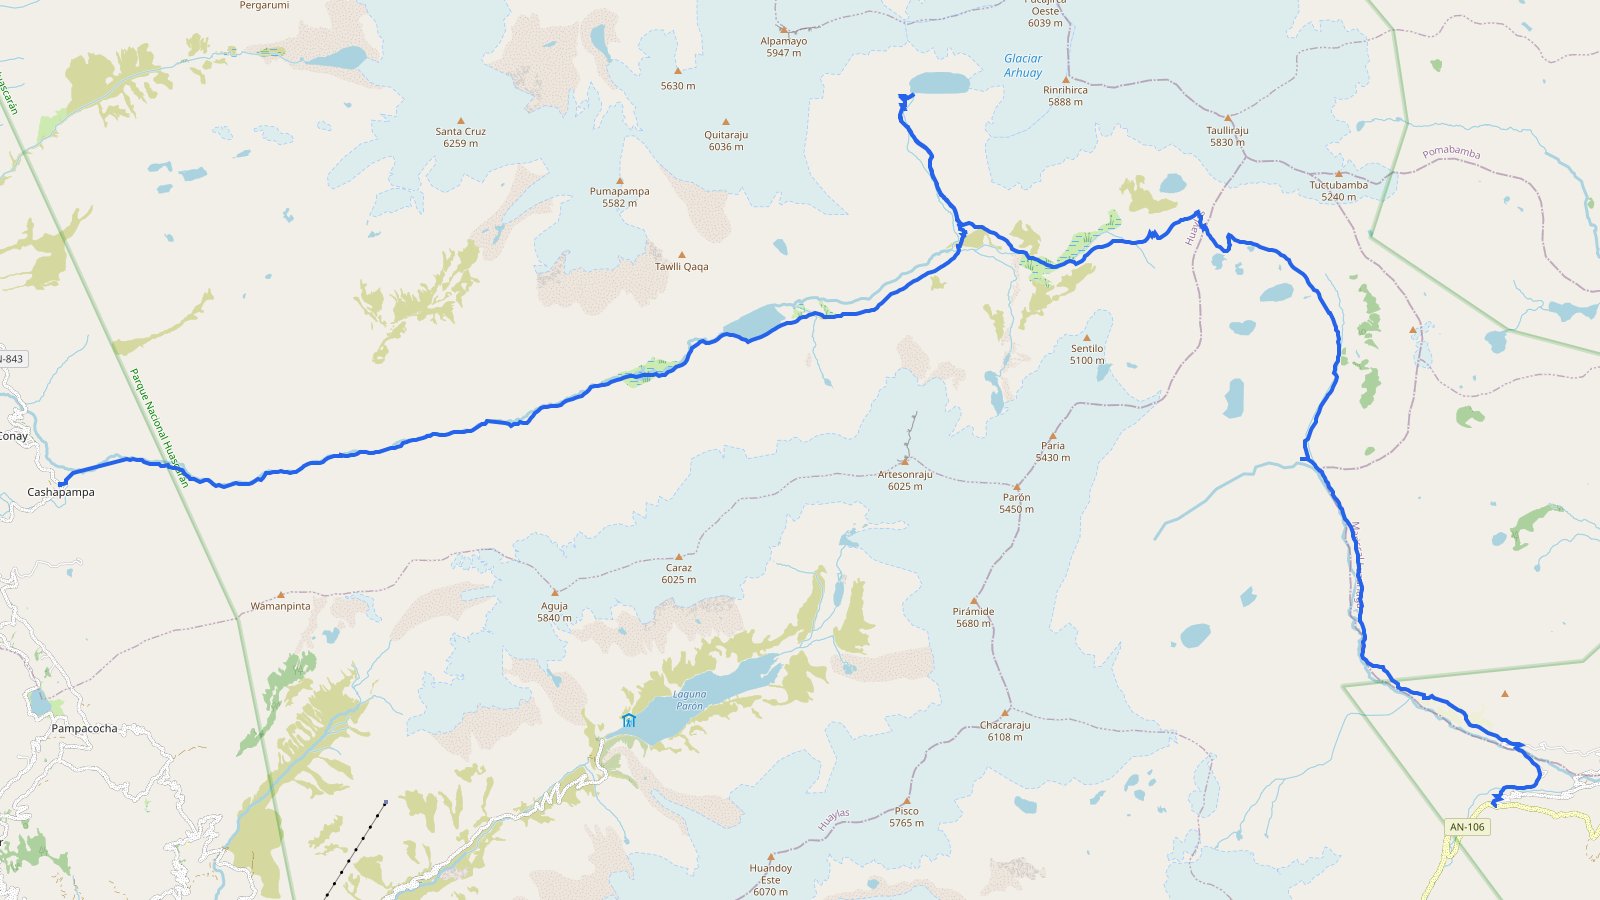 Pergarumi
Pucajirca
Oeste
6039 m
Alpamayo
5947 m
Glaciar
Arhuay
5630 m
Rinrihirca
5888 m
Santa Cruz
6259 m
Quitaraju
6036 m
Taulliraju
5830 m
Pomabamba
Pumapampa
5582 m
Tuctubamba
5240 m
Tawlli Qaqa
Sentilo
5100 m
Parque Nacional Huascarán
N-843
Conay
Cashapampa
Paria
5430 m
Artesonraju
6025 m
Parón
5450 m
Caraz
6025 m
Wamanpinta
Aguja
5840 m
Pirámide
5680 m
Laguna
Parón
Chacraraju
6108 m
Pampacocha
Huaylas
Pisco
5765 m
AN-106
Huandoy
Este
6070 m